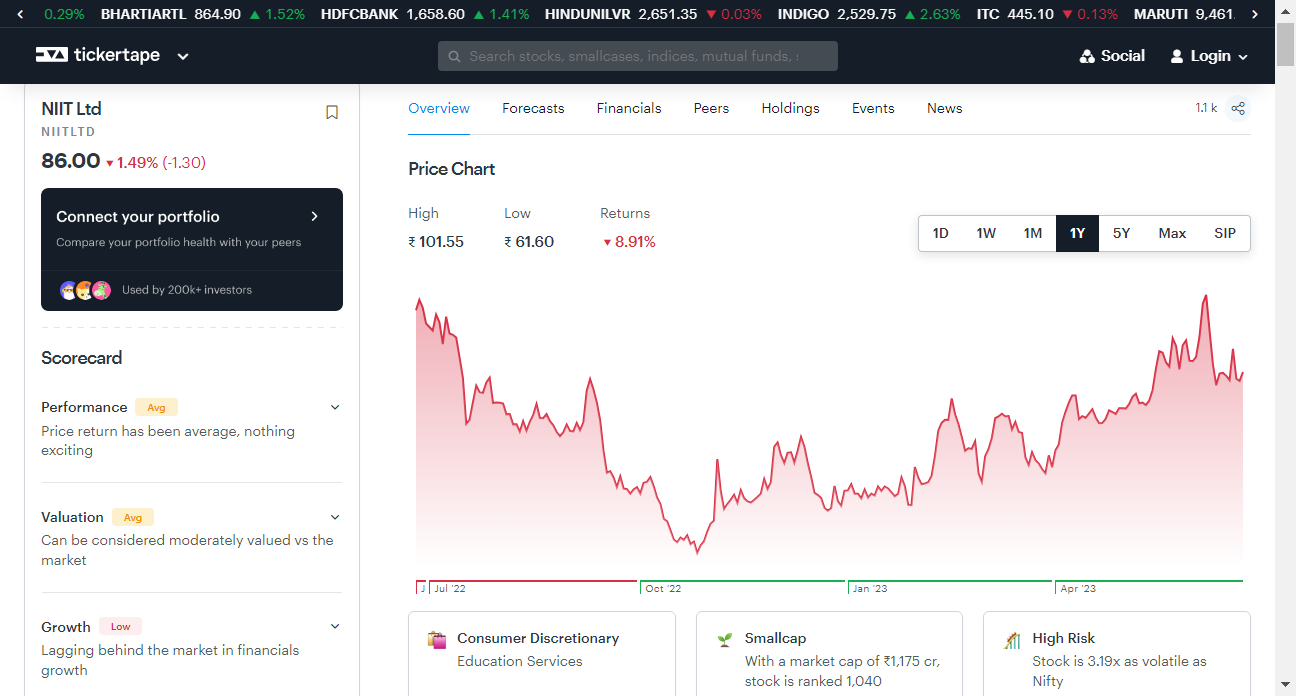 0.29% BHARTIARTL 864.90 ▲ 1.52% HDFCBANK 1,658.60 ▲ 1.41% HINDUNILVR 2,651.35 ▼ 0.03% INDIGO 2,529.75 ▲ 2.63% ITC 445.10 ▼ 0.13% MARUTI 9,461.
tickertape
Search stocks, smallcases, indices, mutual funds,
Social
Login
NIIT Ltd
NIITLTD
86.00 ▼ 1.49% (-1.30)
Connect your portfolio
Compare your portfolio health with your peers
Used by 200k+ investors
Scorecard
Performance Avg
Price return has been average, nothing
exciting
Valuation Avg
Can be considered moderately valued vs the
market
Growth Low
Lagging behind the market in financials
growth
Overview Forecasts Financials Peers Holdings Events News
1.1 k
Price Chart
High Low Returns
₹ 101.55 ₹ 61.60 ▼ 8.91%
1D 1W 1M 1Y 5Y Max SIP
J Jul '22 Oct '22 Jan '23 Apr '23
Consumer Discretionary
Education Services
Smallcap
With a market cap of ₹1,175 cr,
stock is ranked 1,040
High Risk
Stock is 3.19x as volatile as
Nifty